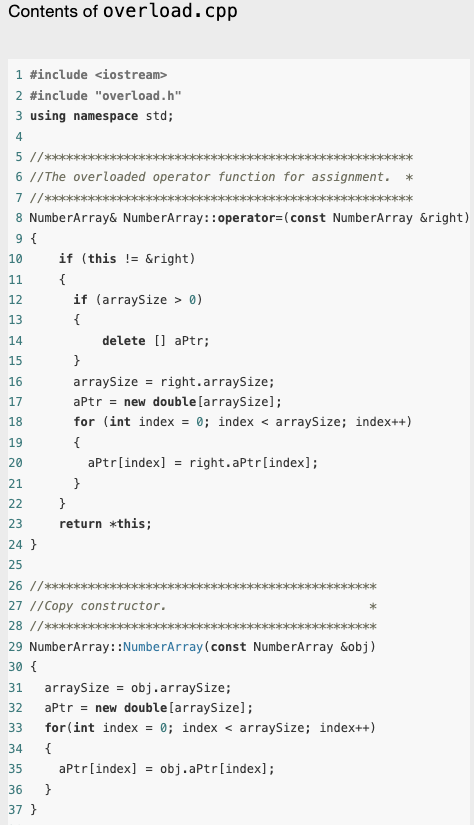 Contents of overload.cpp
1 #include <iostream>
2 #include "overload.h"
3 using namespace std;
4
5 //***************************************************
6 //The overloaded operator function for assignment.  *
7 //***************************************************
8 NumberArray& NumberArray::operator=(const NumberArray &right)
9 {
10     if (this != &right)
11     {
12       if (arraySize > 0)
13       {
14           delete [] aPtr;
15       }
16       arraySize = right.arraySize;
17       aPtr = new double[arraySize];
18       for (int index = 0; index < arraySize; index++)
19       {
20         aPtr[index] = right.aPtr[index];
21       }
22     }
23     return *this;
24 }
25
26 //**********************************************
27 //Copy constructor.                            *
28 //**********************************************
29 NumberArray::NumberArray(const NumberArray &obj)
30 {
31   arraySize = obj.arraySize;
32   aPtr = new double[arraySize];
33   for(int index = 0; index < arraySize; index++)
34   {
35     aPtr[index] = obj.aPtr[index];
36   }
37 }